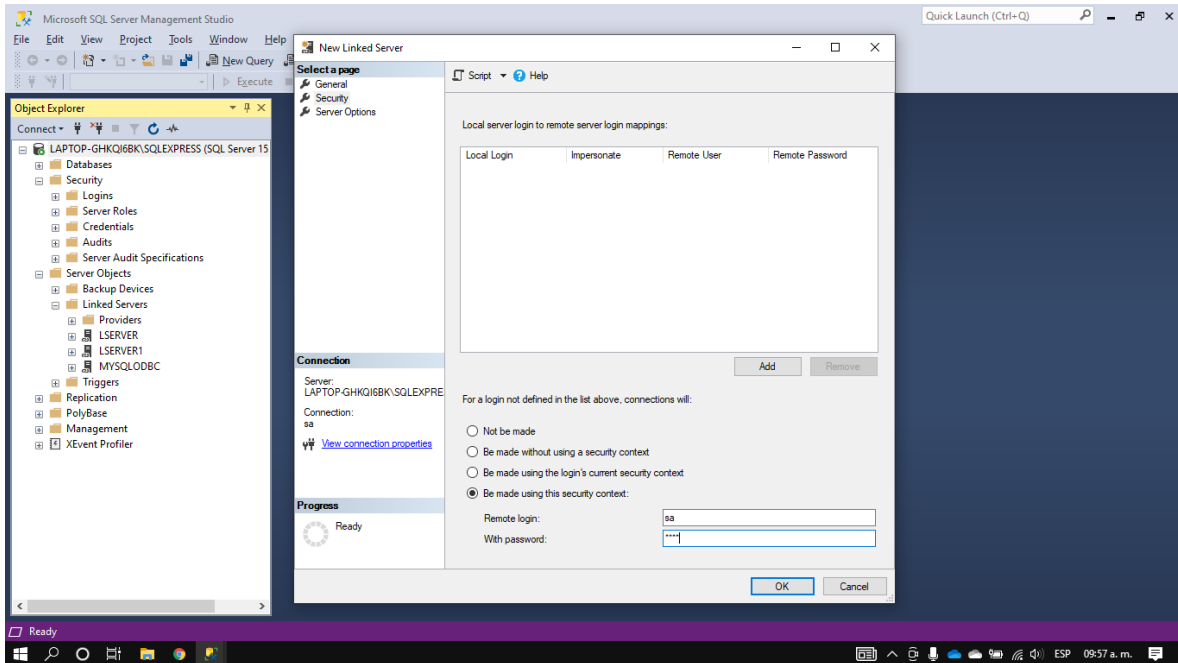 Microsoft SQL Server Management Studio
Quick Launch (Ctrl+Q)
File Edit View Project Tools Window Help
New Query
Execute
Object Explorer
Connect
LAPTOP-GHKQI6BK\SQLEXPRESS (SQL Server 15
Databases
Security
Logins
Server Roles
Credentials
Audits
Server Audit Specifications
Server Objects
Backup Devices
Linked Servers
Providers
LSERVER
LSERVER1
MYSQLODBC
Triggers
Replication
PolyBase
Management
XEvent Profiler
New Linked Server
Select a page
General
Security
Server Options
Connection
Server:
LAPTOP-GHKQI6BK\SQLEXPRE
Connection:
sa
View connection properties
Progress
Ready
Script Help
Local server login to remote server login mappings:
Local Login Impersonate Remote User Remote Password
Add Remove
For a login not defined in the list above, connections will:
Not be made
Be made without using a security context
Be made using the login's current security context
Be made using this security context:
Remote login: sa
With password: ****
OK Cancel
Ready
ESP 09:57 a. m.